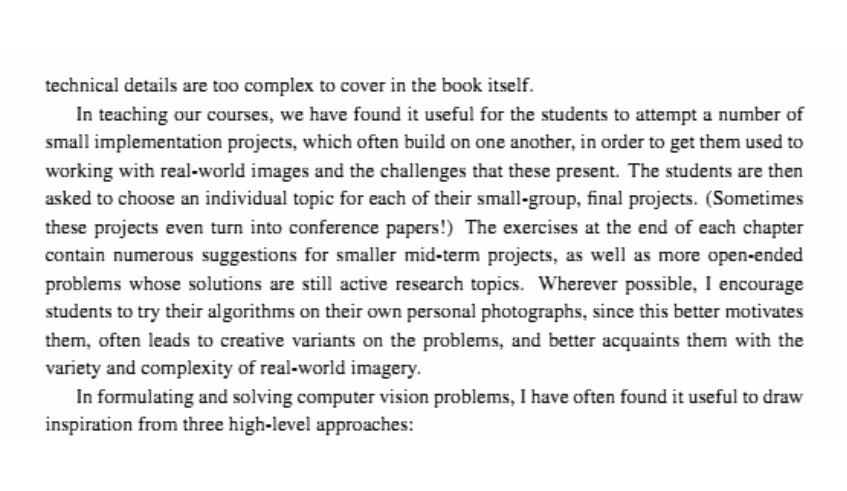 technical details are too complex to cover in the book itself.
In teaching our courses, we have found it useful for the students to attempt a number of
small implementation projects, which often build on one another, in order to get them used to
working with real-world images and the challenges that these present. The students are then
asked to choose an individual topic for each of their small-group, final projects. (Sometimes
these projects even turn into conference papers!) The exercises at the end of each chapter
contain numerous suggestions for smaller mid-term projects, as well as more open-ended
problems whose solutions are still active research topics. Wherever possible, I encourage
students to try their algorithms on their own personal photographs, since this better motivates
them, often leads to creative variants on the problems, and better acquaints them with the
variety and complexity of real-world imagery.
In formulating and solving computer vision problems, I have often found it useful to draw
inspiration from three high-level approaches: